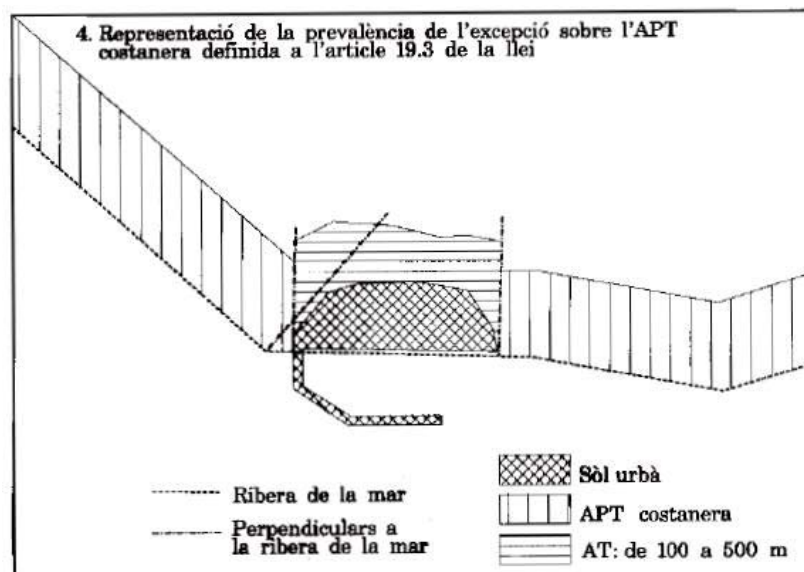 4. Representació de la prevalència de l'excepció sobre l'APT
costanera definida a l'article 19.3 de la llei
Ribera de la mar
Perpendiculars a
la ribera de la mar
Sòl urbà
APT costanera
AT: de 100 a 500 m